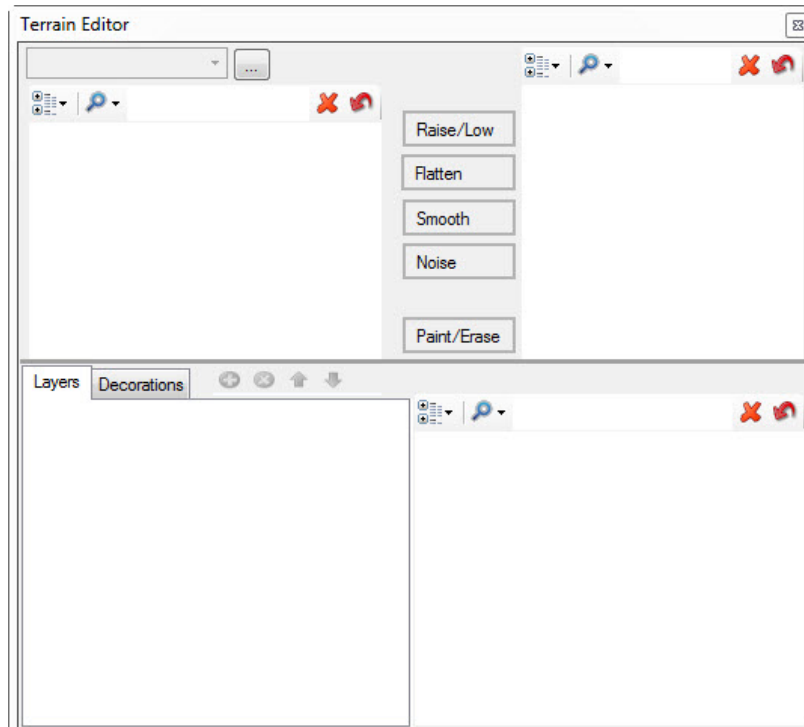 Terrain Editor
...
Raise/Low
Flatten
Smooth
Noise
Paint/Erase
Layers
Decorations